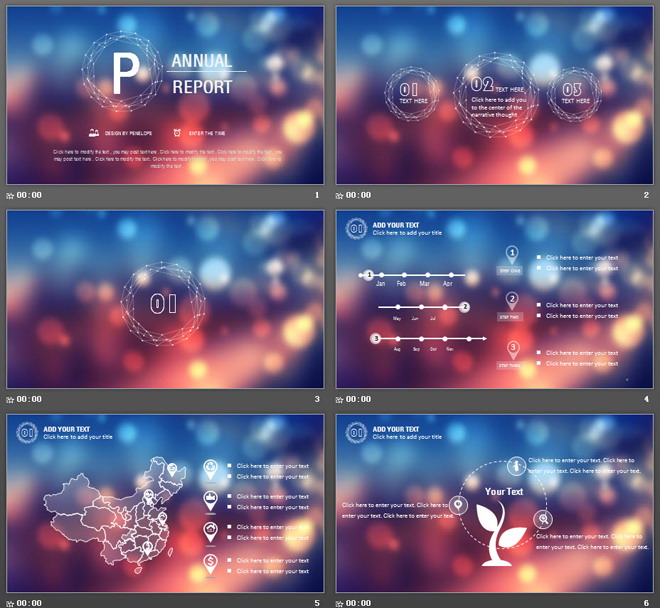 P
ANNUAL
REPORT
DESIGN BY PENELOPE
ENTER THE TIME
Click here to modify the text , you may post text here . Click here to modify the text , you
may post text here . Click here to modify the text . Click here to modify the text . Click here to
modify the text . Click here to modify the text . Click here to
modify the text
00:00
1
01
TEXT HERE
02 TEXT HERE
Click here to add you
to the center of the
narrative thought
03
TEXT HERE
00:00
2
01
00:00
3
01
ADD YOUR TEXT
Click here to add your title
1
Jan Feb Mar Apr
2
May Jun Jul
3
Aug Sep Oct Nov
1
STEP ONE
Click here to enter your text
Click here to enter your text
2
STEP TWO
Click here to enter your text
Click here to enter your text
3
STEP THREE
Click here to enter your text
Click here to enter your text
00:00
4
01
ADD YOUR TEXT
Click here to add your title
Click here to enter your text
Click here to enter your text
Click here to enter your text
Click here to enter your text
Click here to enter your text
Click here to enter your text
$
Click here to enter your text
Click here to enter your text
00:00
5
01
ADD YOUR TEXT
Click here to add your title
Click here to enter your text. Click here to
enter your text. Click here to enter your text.
Your Text
Click here to enter your text. Click here to
enter your text. Click here to enter your text.
Click here to enter your text. Click here to
enter your text. Click here to enter your text.
00:00
6